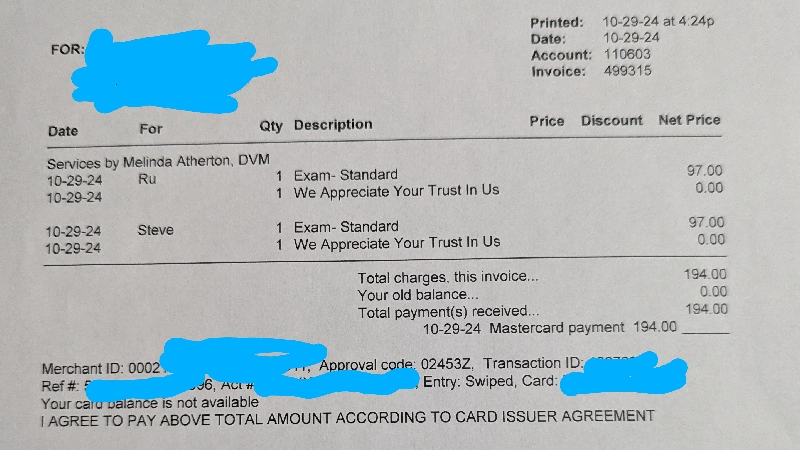 Printed: 10-29-24 at 4:24p
FOR: Date: 10-29-24
Account: 110603
Invoice: 499315
Date For Qty Description Price Discount Net Price
Services by Melinda Atherton, DVM
10-29-24 Ru 1 Exam- Standard 97.00
10-29-24 1 We Appreciate Your Trust In Us 0.00
10-29-24 Steve 1 Exam- Standard 97.00
10-29-24 1 We Appreciate Your Trust In Us 0.00
Total charges, this invoice... 194.00
Your old balance... 0.00
Total payment(s) received... 194.00
10-29-24 Mastercard payment 194.00
Merchant ID: 0002 Approval code: 02453Z, Transaction ID:
Ref #: 96, Act # , Entry: Swiped, Card:
Your card balance is not available
I AGREE TO PAY ABOVE TOTAL AMOUNT ACCORDING TO CARD ISSUER AGREEMENT